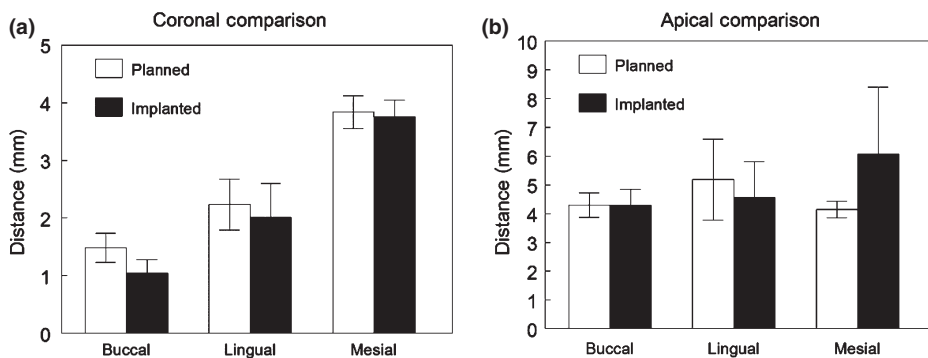 (a)
Coronal comparison
5
4
3
2
1
0
Distance (mm)
Planned
Implanted
Buccal Lingual Mesial
(b)
Apical comparison
10
9
8
7
6
5
4
3
2
1
0
Distance (mm)
Planned
Implanted
Buccal Lingual Mesial